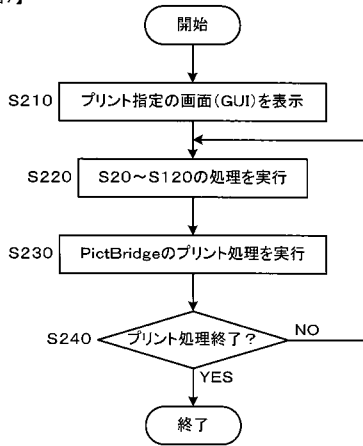 開始
S210 プリント指定の画面(GUI)を表示
S220 S20～S120の処理を実行
S230 PictBridgeのプリント処理を実行
S240 プリント処理終了？ NO
YES
終了